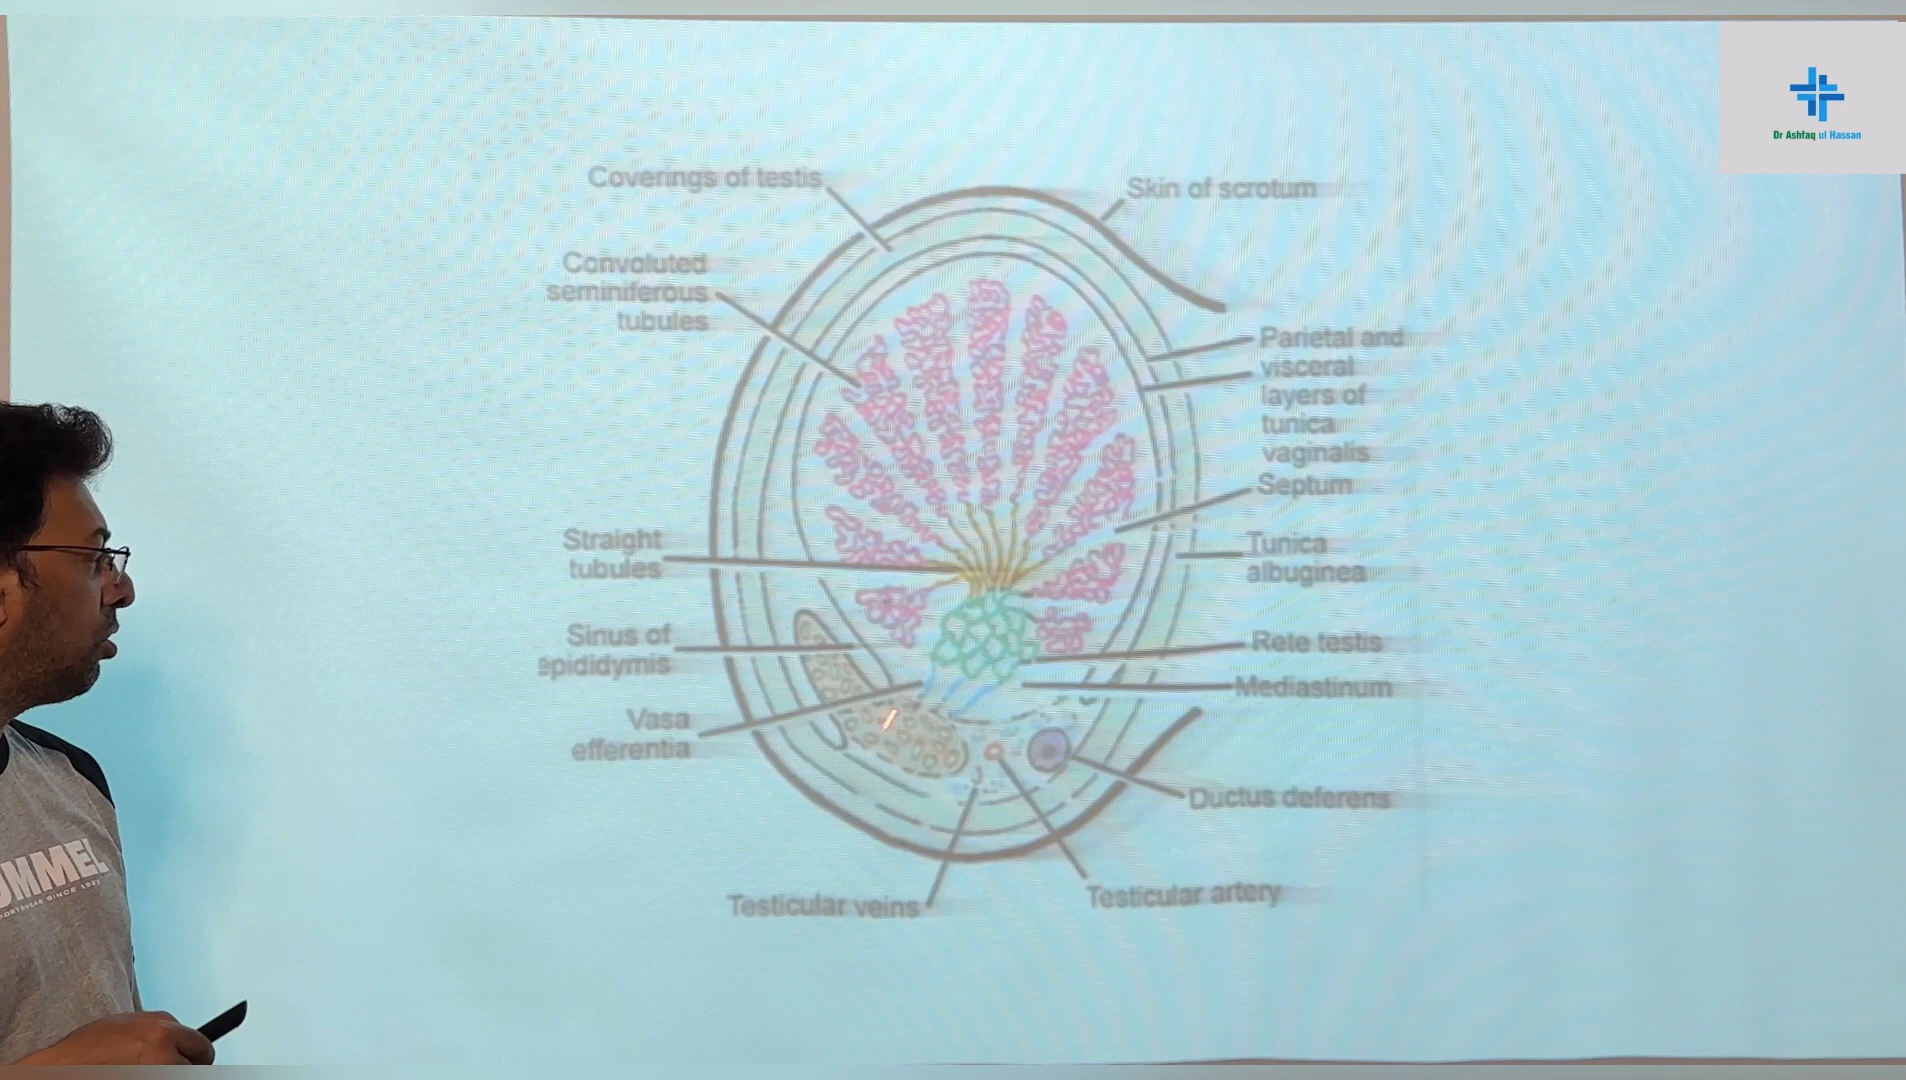 Dr Ashfaq ul Hassan
Coverings of testis
Skin of scrotum
Convoluted
seminiferous
tubules
Parietal and
visceral
layers of
tunica
vaginalis
Septum
Straight
tubules
Tunica
albuginea
Sinus of
epididymis
Rete testis
Mediastinum
Vasa
efferentia
Ductus deferens
Testicular veins
Testicular artery
UMMEL